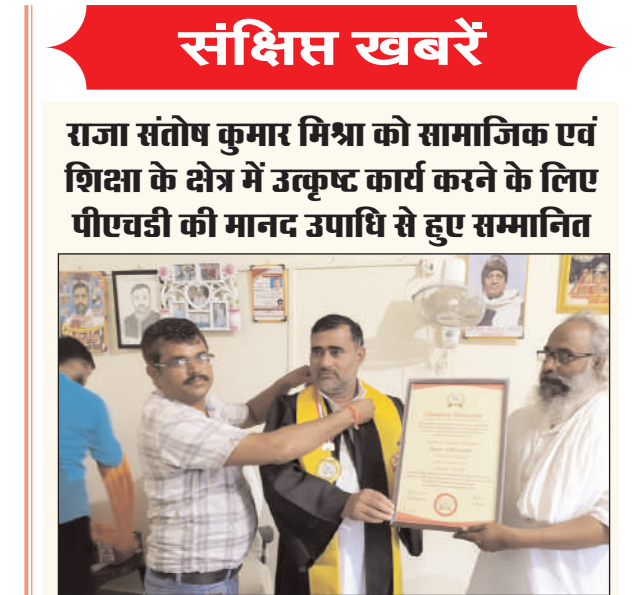 संक्षिप्त खबरें
राजा संतोष कुमार मिश्रा को सामाजिक एवं
शिक्षा के क्षेत्र में उत्कृष्ट कार्य करने के लिए
पीएचडी की मानद उपाधि से हुए सम्मानित